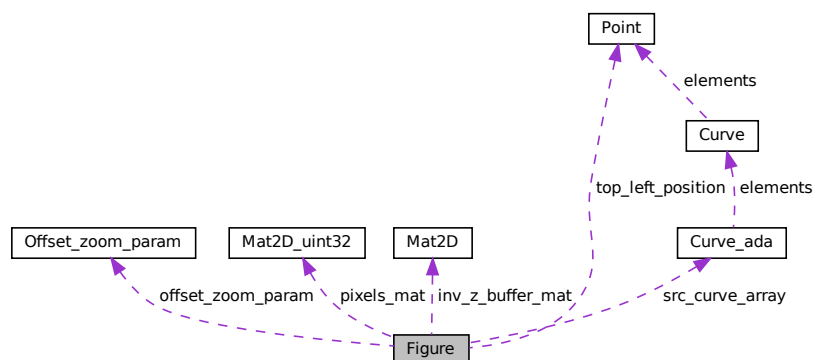 Point
elements
Curve
top_left_position
elements
Offset_zoom_param
Mat2D_uint32
Mat2D
Curve_ada
offset_zoom_param
pixels_mat
inv_z_buffer_mat
src_curve_array
Figure